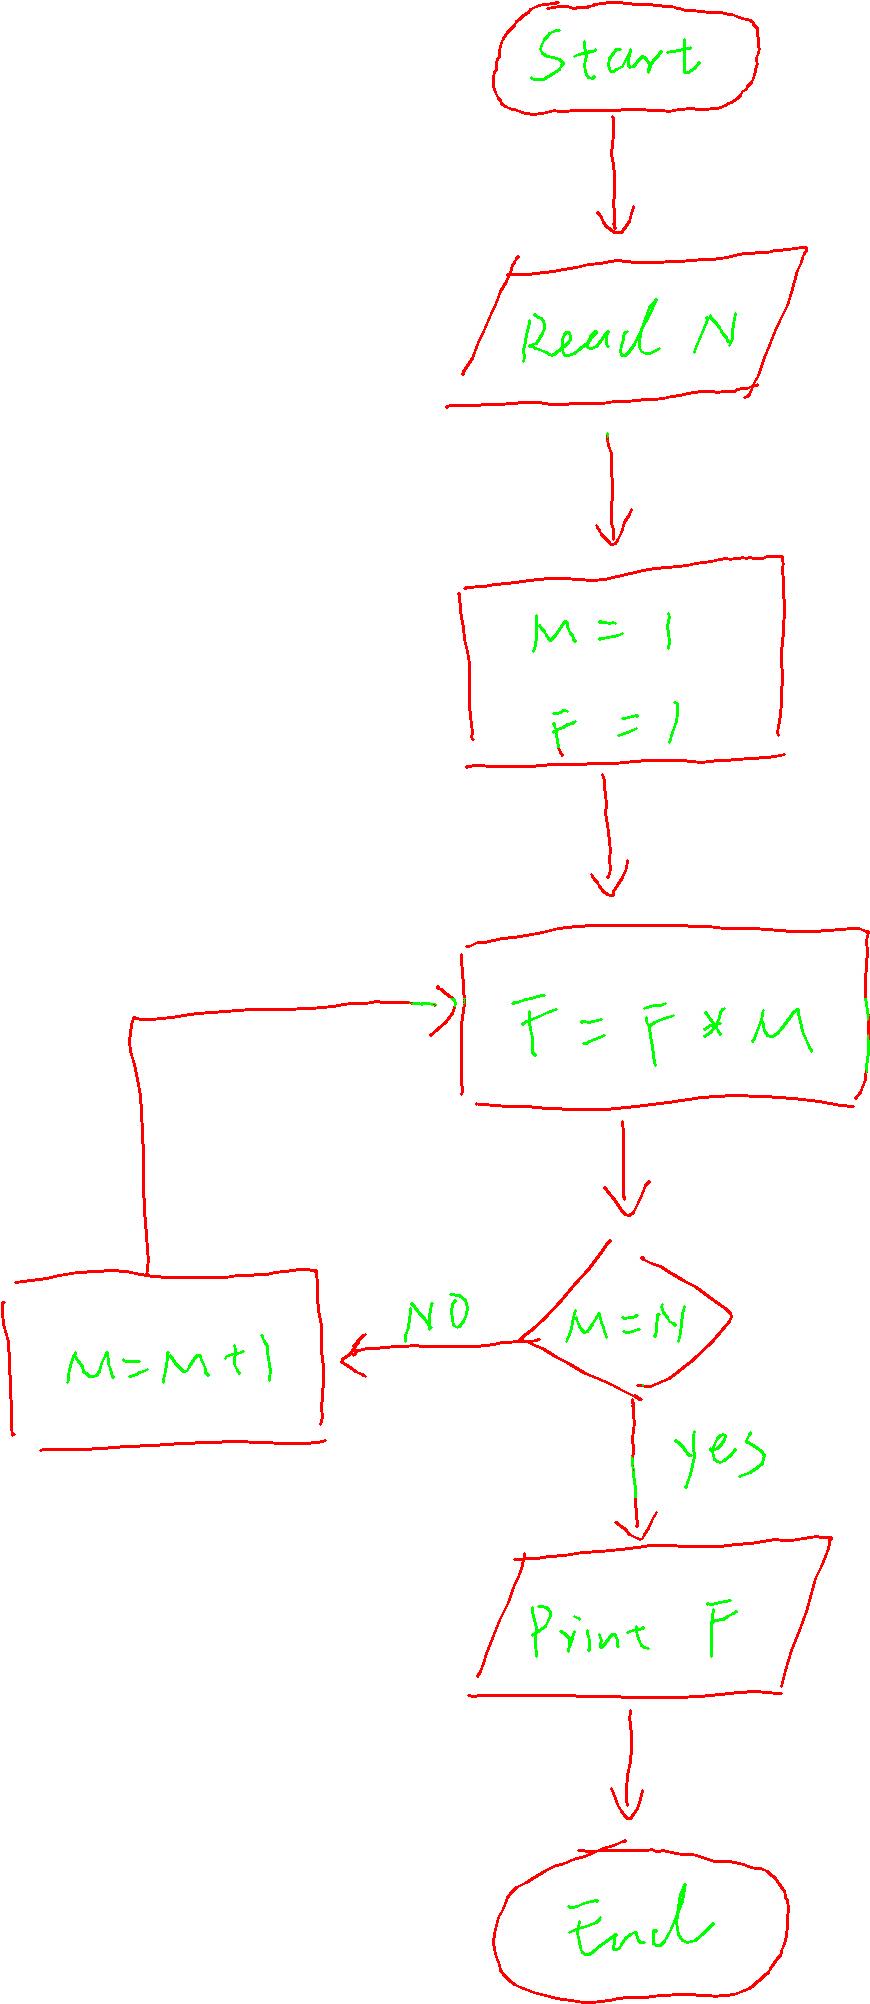 Start
Read N
M = 1
F = 1
F = F * M
M = N
NO
M = M + 1
yes
Print F
End